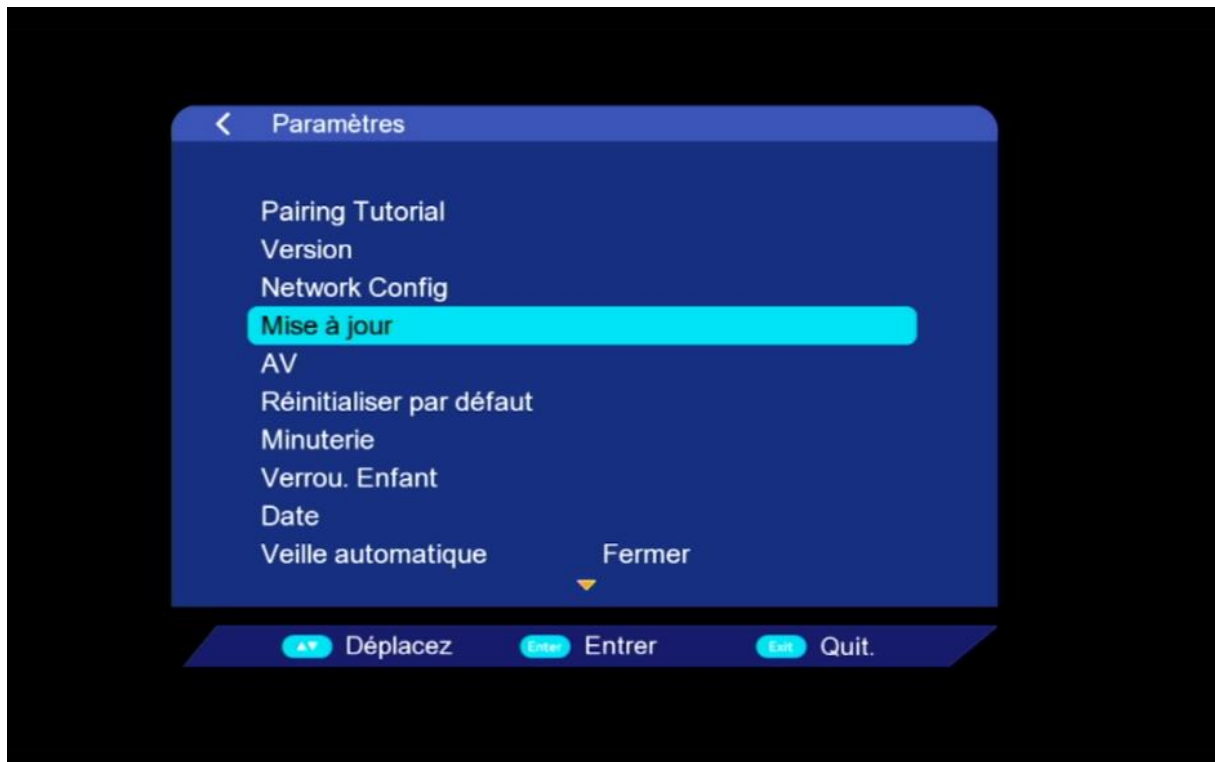 Paramètres
Pairing Tutorial
Version
Network Config
Mise à jour
AV
Réinitialiser par défaut
Minuterie
Verrou. Enfant
Date
Veille automatique Fermer
Déplacez Enter Entrer Exit Quit.